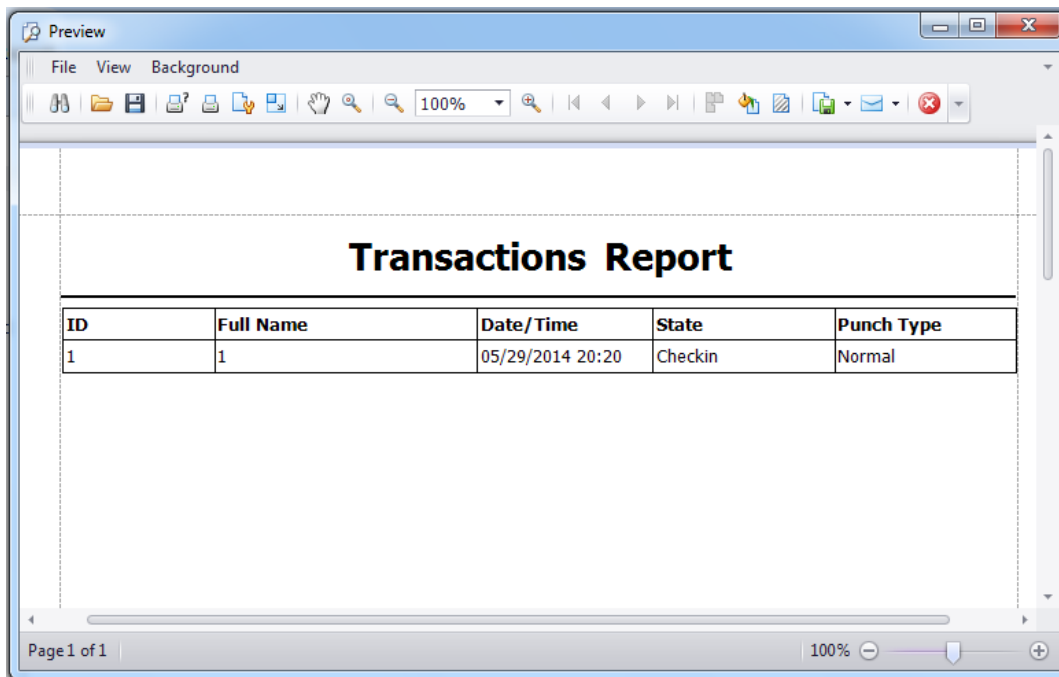 Preview
File View Background
100%
Transactions Report
ID Full Name Date/Time State Punch Type
1 1 05/29/2014 20:20 Checkin Normal
Page 1 of 1 100%